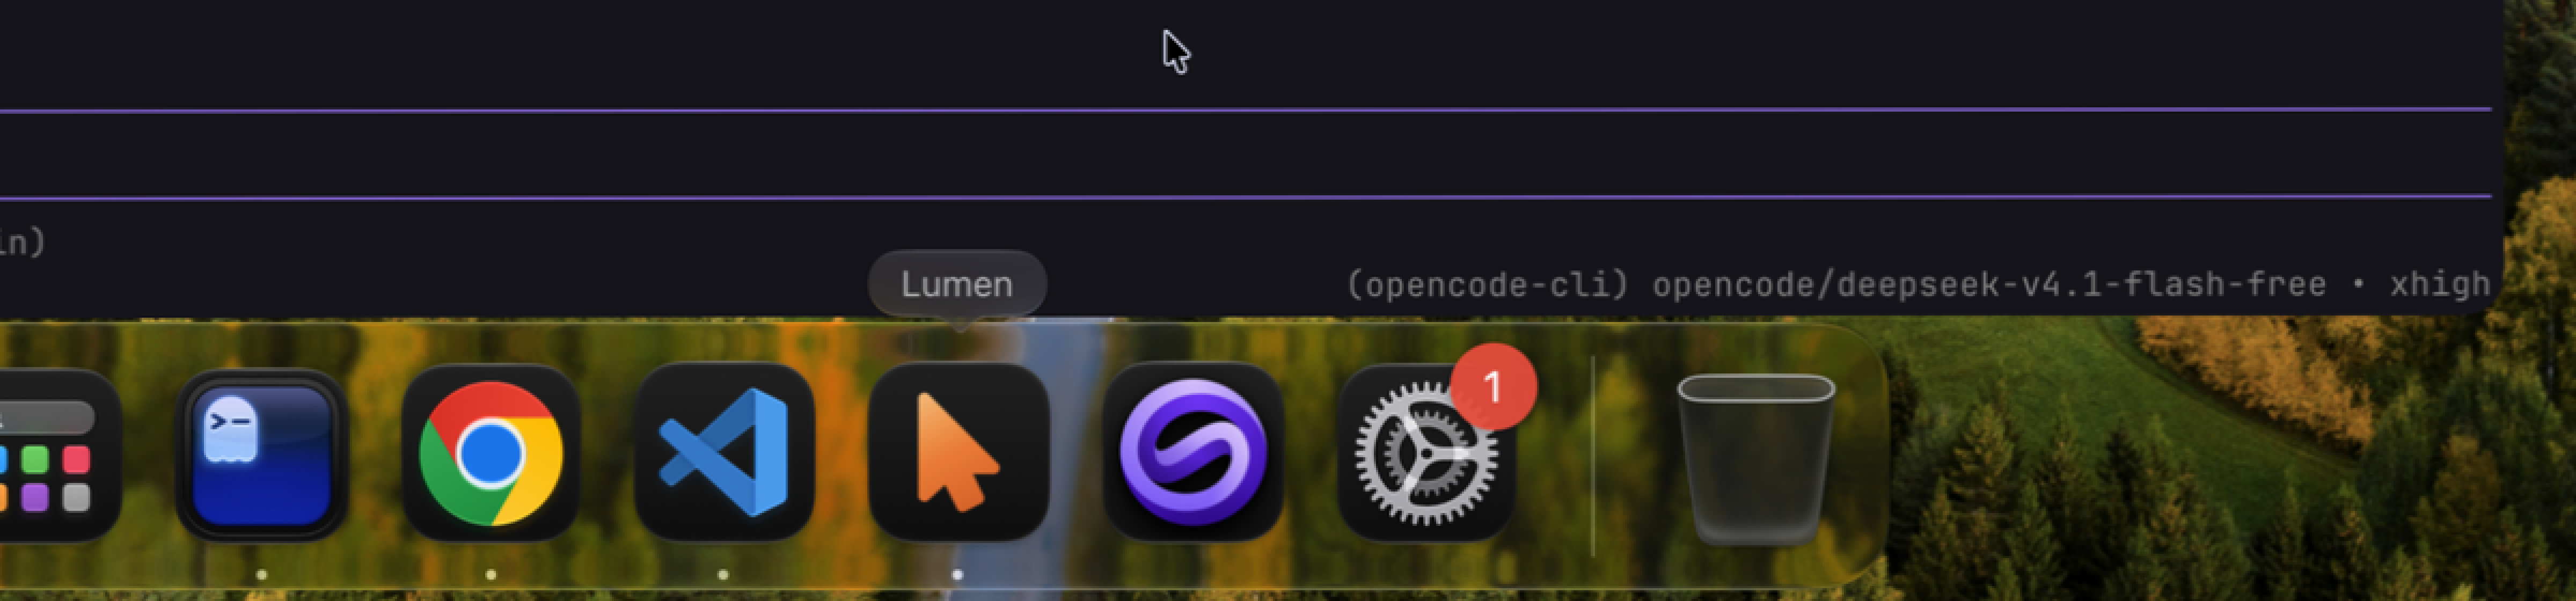 in)
Lumen
(opencode-cli) opencode/deepseek-v4.1-flash-free • xhigh
>-
1